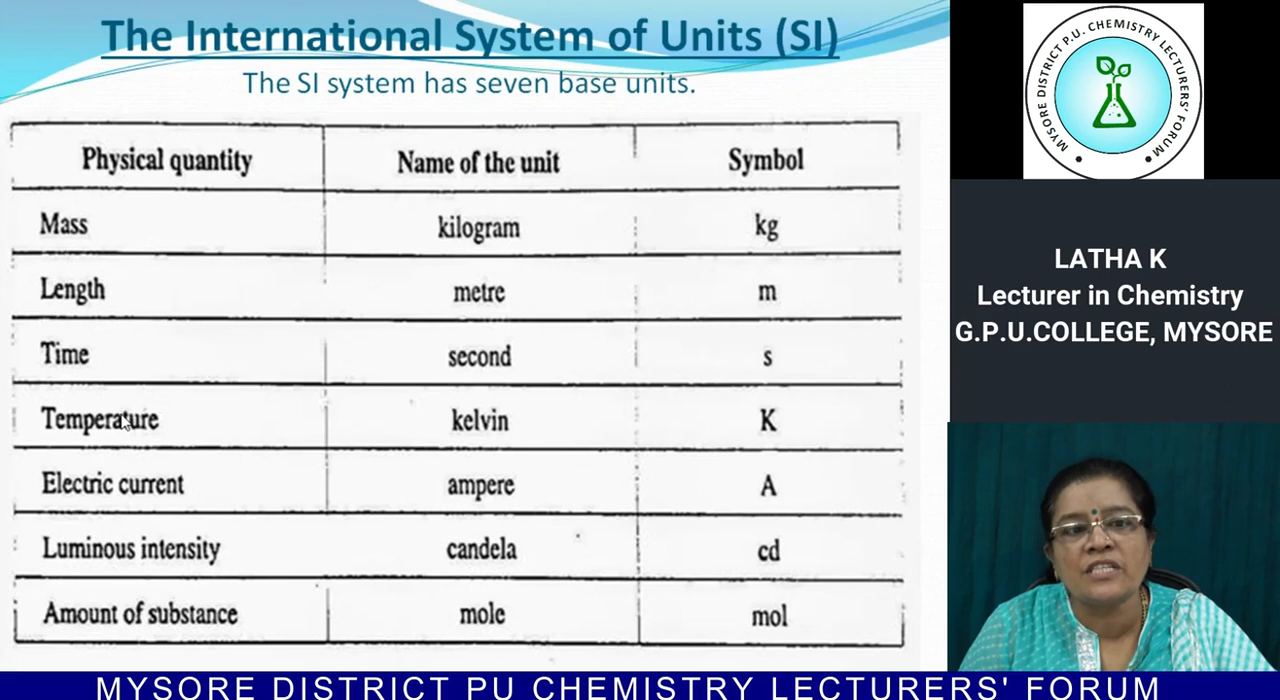 The International System of Units (SI)
The SI system has seven base units.
Physical quantity Name of the unit Symbol
Mass kilogram kg
Length metre m
Time second s
Temperature kelvin K
Electric current ampere A
Luminous intensity candela cd
Amount of substance mole mol
MYSORE DISTRICT P.U. CHEMISTRY LECTURERS' FORUM
LATHA K
Lecturer in Chemistry
G.P.U.COLLEGE, MYSORE
MYSORE DISTRICT PU CHEMISTRY LECTURERS' FORUM